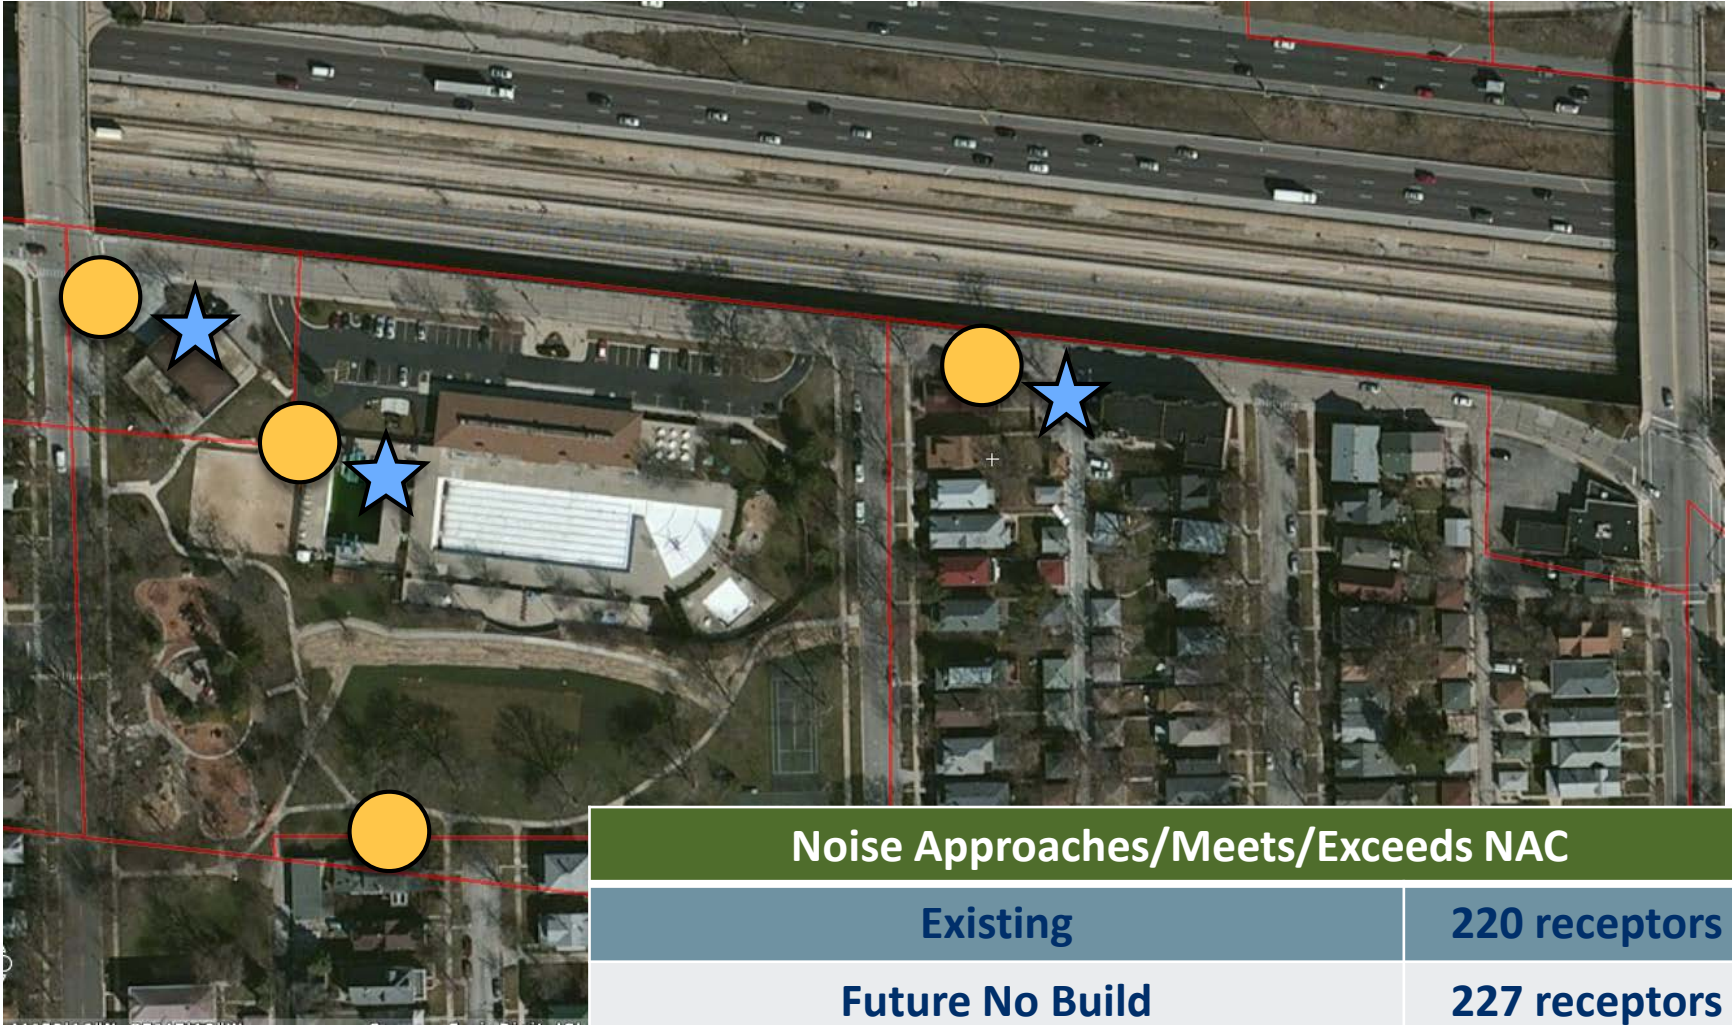 Noise Approaches/Meets/Exceeds NAC
Existing 220 receptors
Future No Build 227 receptors